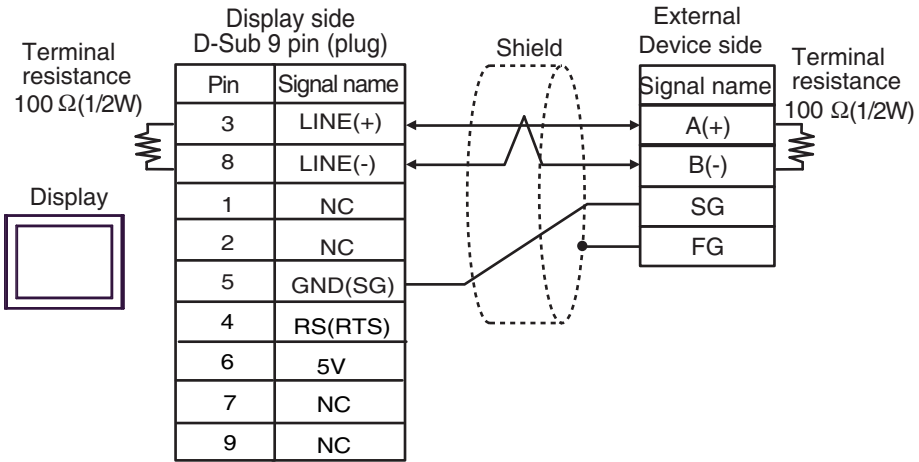 Display side
D-Sub 9 pin (plug)
Shield
External
Device side
Terminal
resistance
100 Ω(1/2W)
Terminal
resistance
100 Ω(1/2W)
Pin Signal name
3 LINE(+)
8 LINE(-)
1 NC
2 NC
5 GND(SG)
4 RS(RTS)
6 5V
7 NC
9 NC
Signal name
A(+)
B(-)
SG
FG
Display